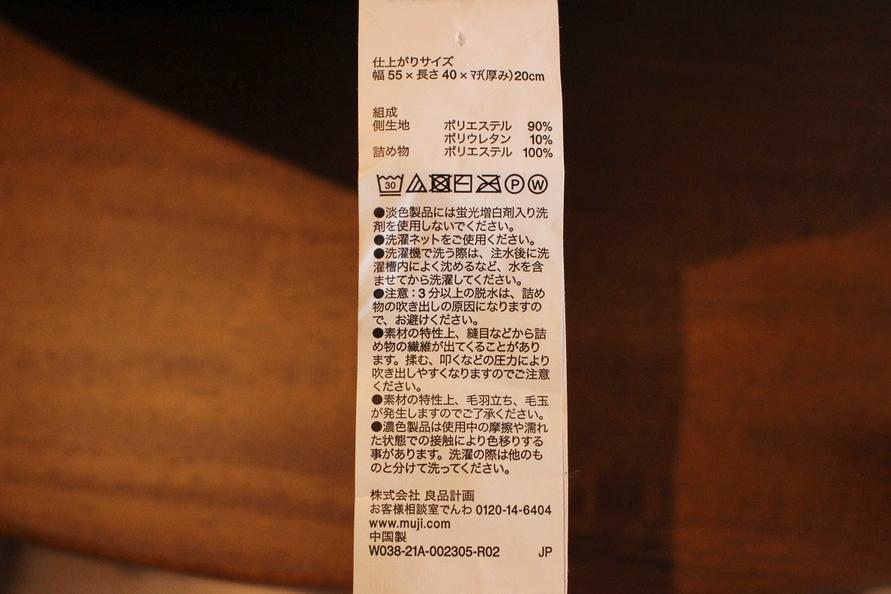 仕上がりサイズ
幅 55 × 長さ 40 × ﾏﾁ(厚み)20cm
組成
側生地 ポリエステル 90%
ポリウレタン 10%
詰め物 ポリエステル 100%
30 P W
●淡色製品には蛍光増白剤入り洗
剤を使用しないでください。
●洗濯ネットをご使用ください。
●洗濯機で洗う際は、注水後に洗
濯槽内によく沈めるなど、水を含
ませてから洗濯してください。
●注意：3 分以上の脱水は、詰め
物の吹き出しの原因になりますの
で、お避けください。
●素材の特性上、縫目などから詰
め物の繊維が出てくることがあり
ます。揉む、叩くなどの圧力により
吹き出しやすくなりますのでご注意
ください。
●素材の特性上、毛羽立ち、毛玉
が発生しますのでご了承ください。
●濃色製品は使用中の摩擦や濡れ
た状態での接触により色移りする
事があります。洗濯の際は他のも
のと分けて洗ってください。
株式会社 良品計画
お客様相談室でんわ 0120-14-6404
www.muji.com
中国製
W038-21A-002305-R02 JP